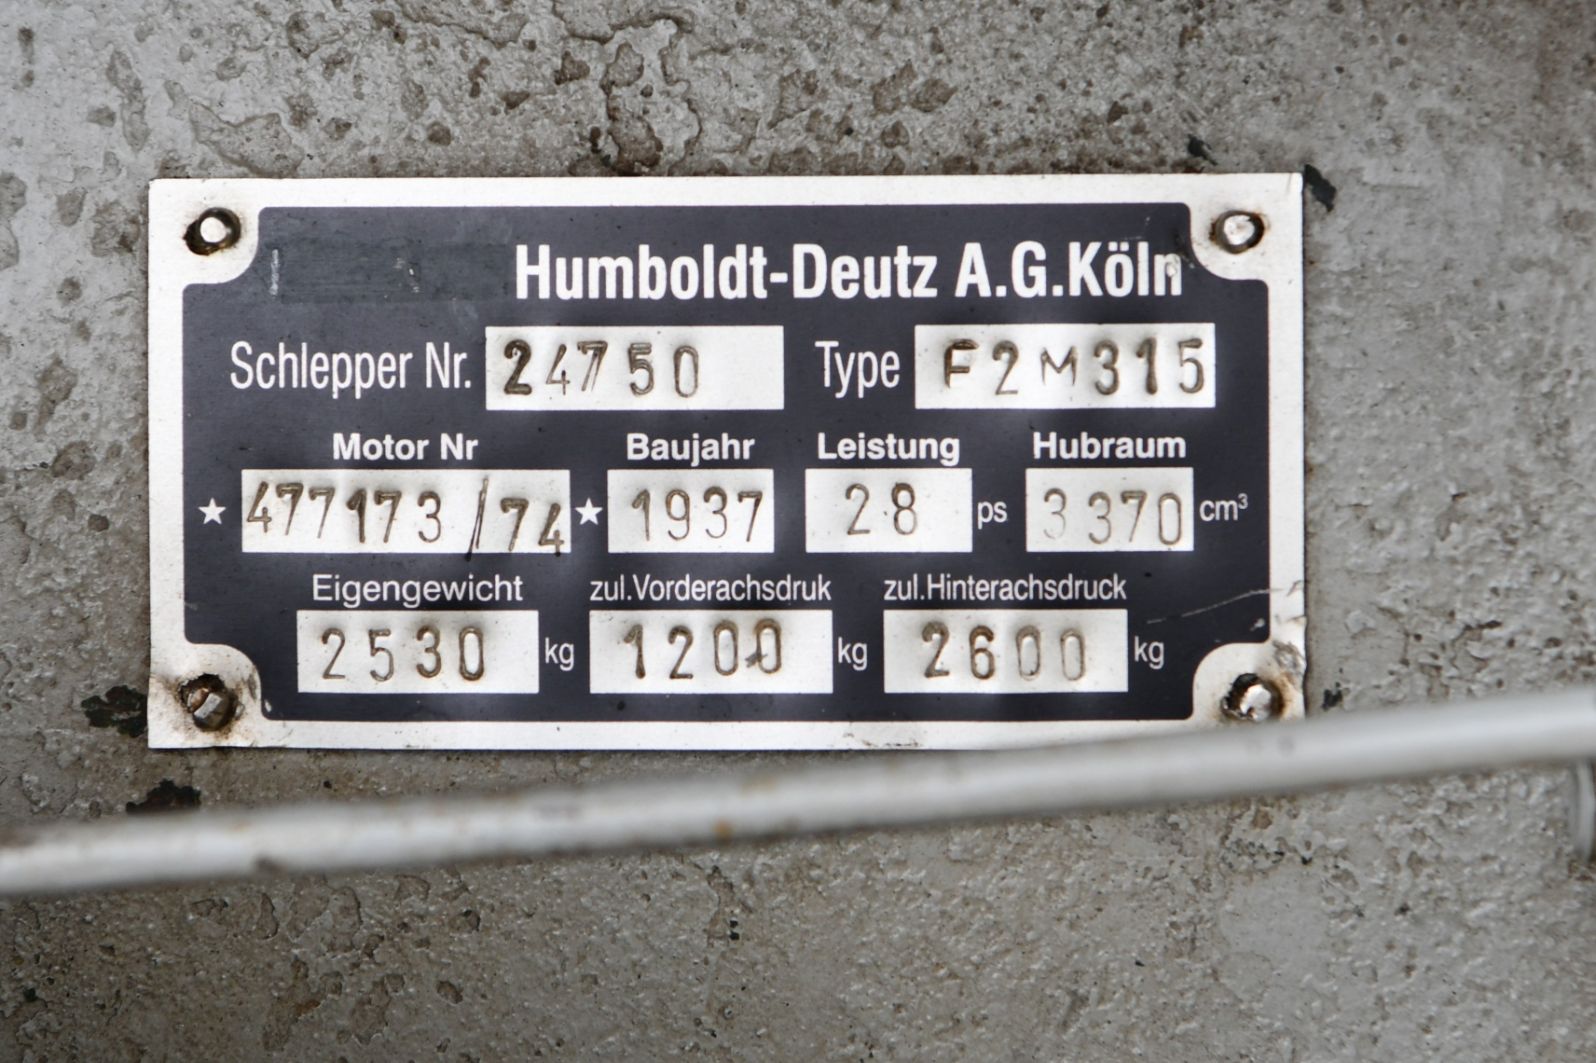 Humboldt-Deutz A.G.Köln
Schlepper Nr. 24750 Type F2M315
Motor Nr Baujahr Leistung Hubraum
★ 477173/74 ★ 1937 28 ps 3370 cm³
Eigengewicht zul.Vorderachsdruk zul.Hinterachsdruck
2530 kg 1200 kg 2600 kg